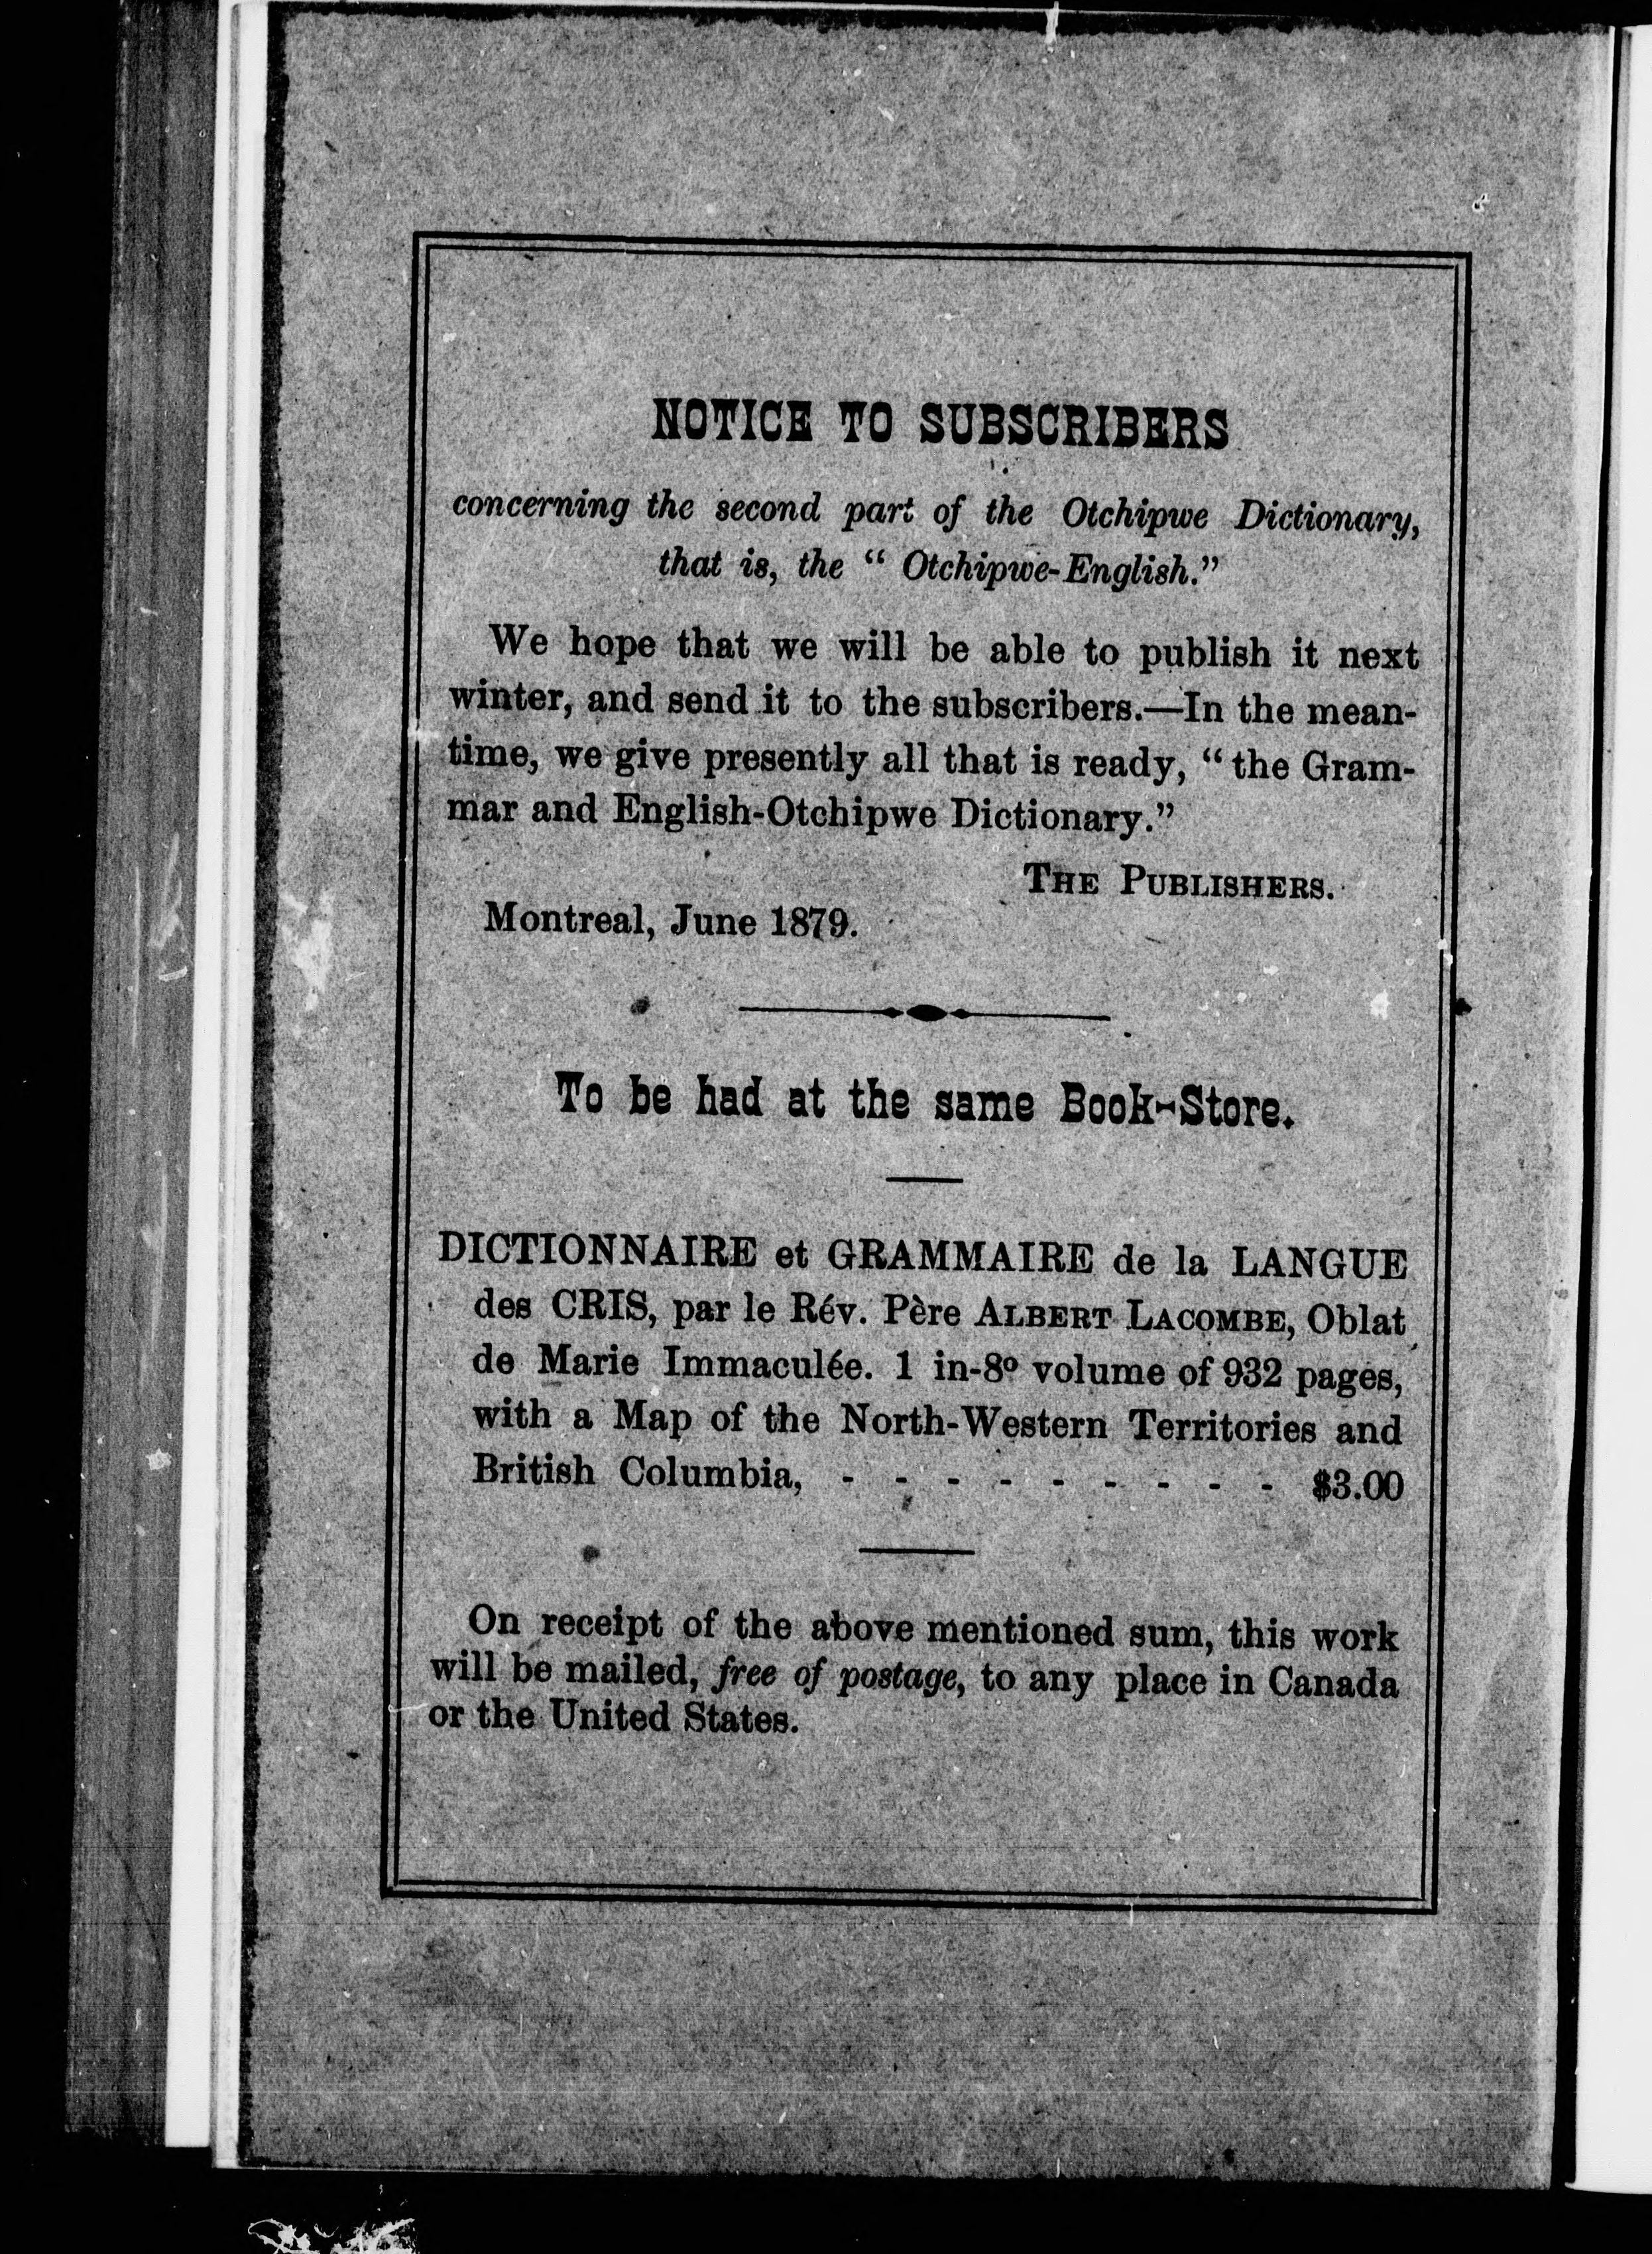 NOTICE TO SUBSCRIBERS
concerning the second part of the Otchipwe Dictionary,
that is, the “ Otchipwe-English.”
We hope that we will be able to publish it next
winter, and send it to the subscribers.—In the mean-
time, we give presently all that is ready, “ the Gram-
mar and English-Otchipwe Dictionary.”
THE PUBLISHERS.
Montreal, June 1879.
To be had at the same Book-Store.
DICTIONNAIRE et GRAMMAIRE de la LANGUE
des CRIS, par le Rév. Père ALBERT LACOMBE, Oblat
de Marie Immaculée. 1 in-8º volume of 932 pages,
with a Map of the North-Western Territories and
British Columbia, - - - - - - - - - $3.00
On receipt of the above mentioned sum, this work
will be mailed, free of postage, to any place in Canada
or the United States.